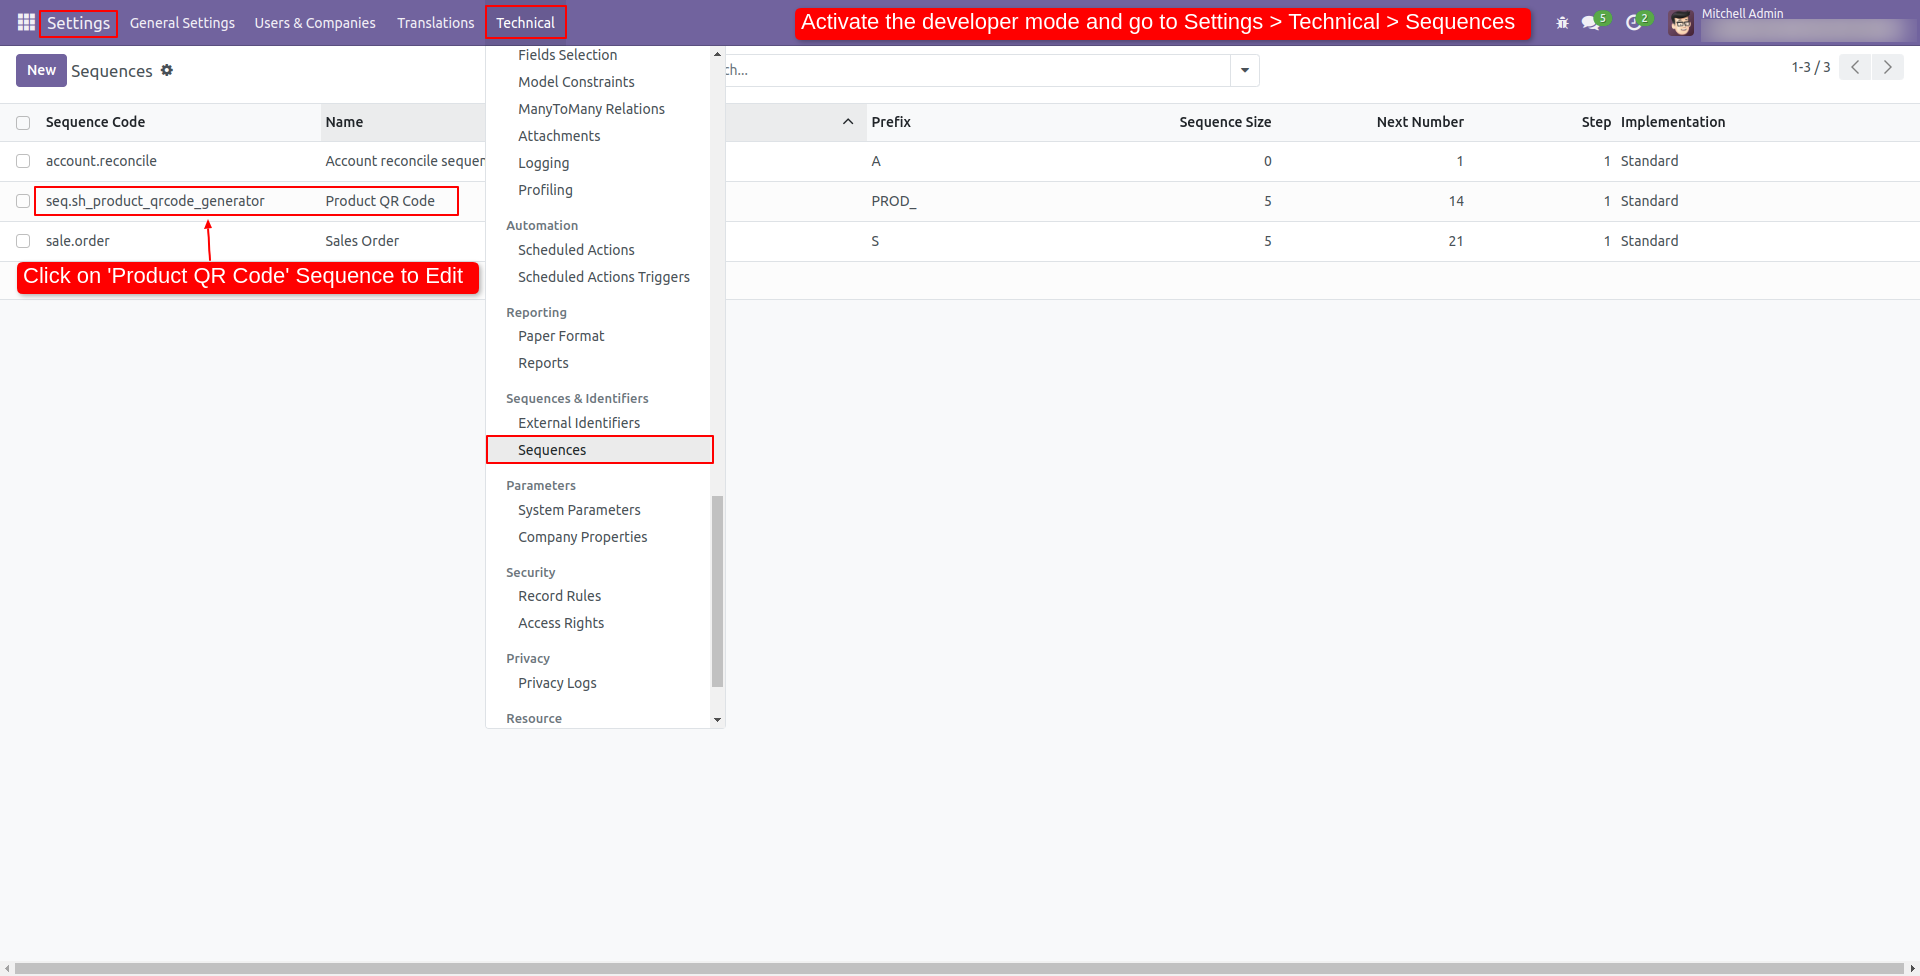 Settings General Settings Users & Companies Translations Technical
Activate the developer mode and go to Settings > Technical > Sequences
5 2 Mitchell Admin
New Sequences
ch...
1-3 / 3
Sequence Code Name Prefix Sequence Size Next Number Step Implementation
account.reconcile Account reconcile sequen A 0 1 1 Standard
seq.sh_product_qrcode_generator Product QR Code PROD_ 5 14 1 Standard
sale.order Sales Order S 5 21 1 Standard
Click on 'Product QR Code' Sequence to Edit
Fields Selection
Model Constraints
ManyToMany Relations
Attachments
Logging
Profiling
Automation
Scheduled Actions
Scheduled Actions Triggers
Reporting
Paper Format
Reports
Sequences & Identifiers
External Identifiers
Sequences
Parameters
System Parameters
Company Properties
Security
Record Rules
Access Rights
Privacy
Privacy Logs
Resource